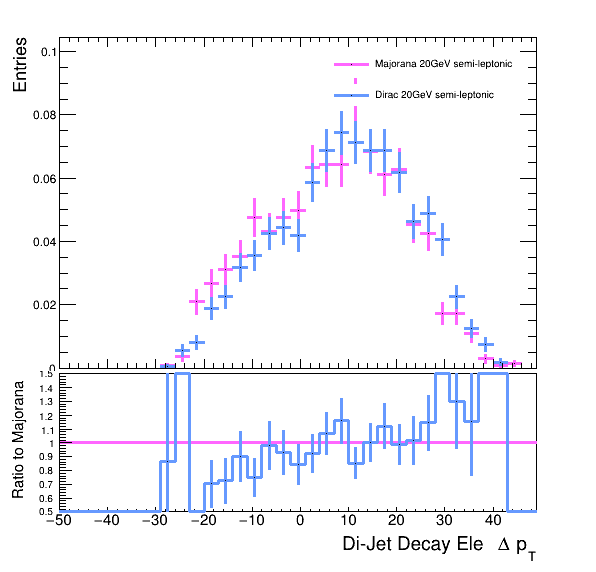 Entries
0.1
0.08
0.06
0.04
0.02
0
Majorana 20GeV semi-leptonic
Dirac 20GeV semi-leptonic
Ratio to Majorana
1.5
1.4
1.3
1.2
1.1
1
0.9
0.8
0.7
0.6
0.5
−50 −40 −30 −20 −10 0 10 20 30 40
Di-Jet Decay Ele Δ pT